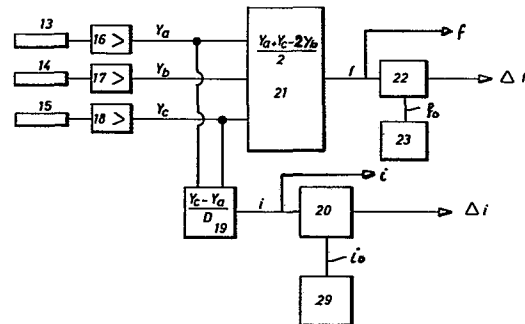 13
16 > Ya
14
17 > Yb
15
18 > Yc
Ya+Yc-2Yb
2
21
f
f
22
Δ f
fo
23
Yc-Ya
D
19
i
i
20
Δ i
io
29